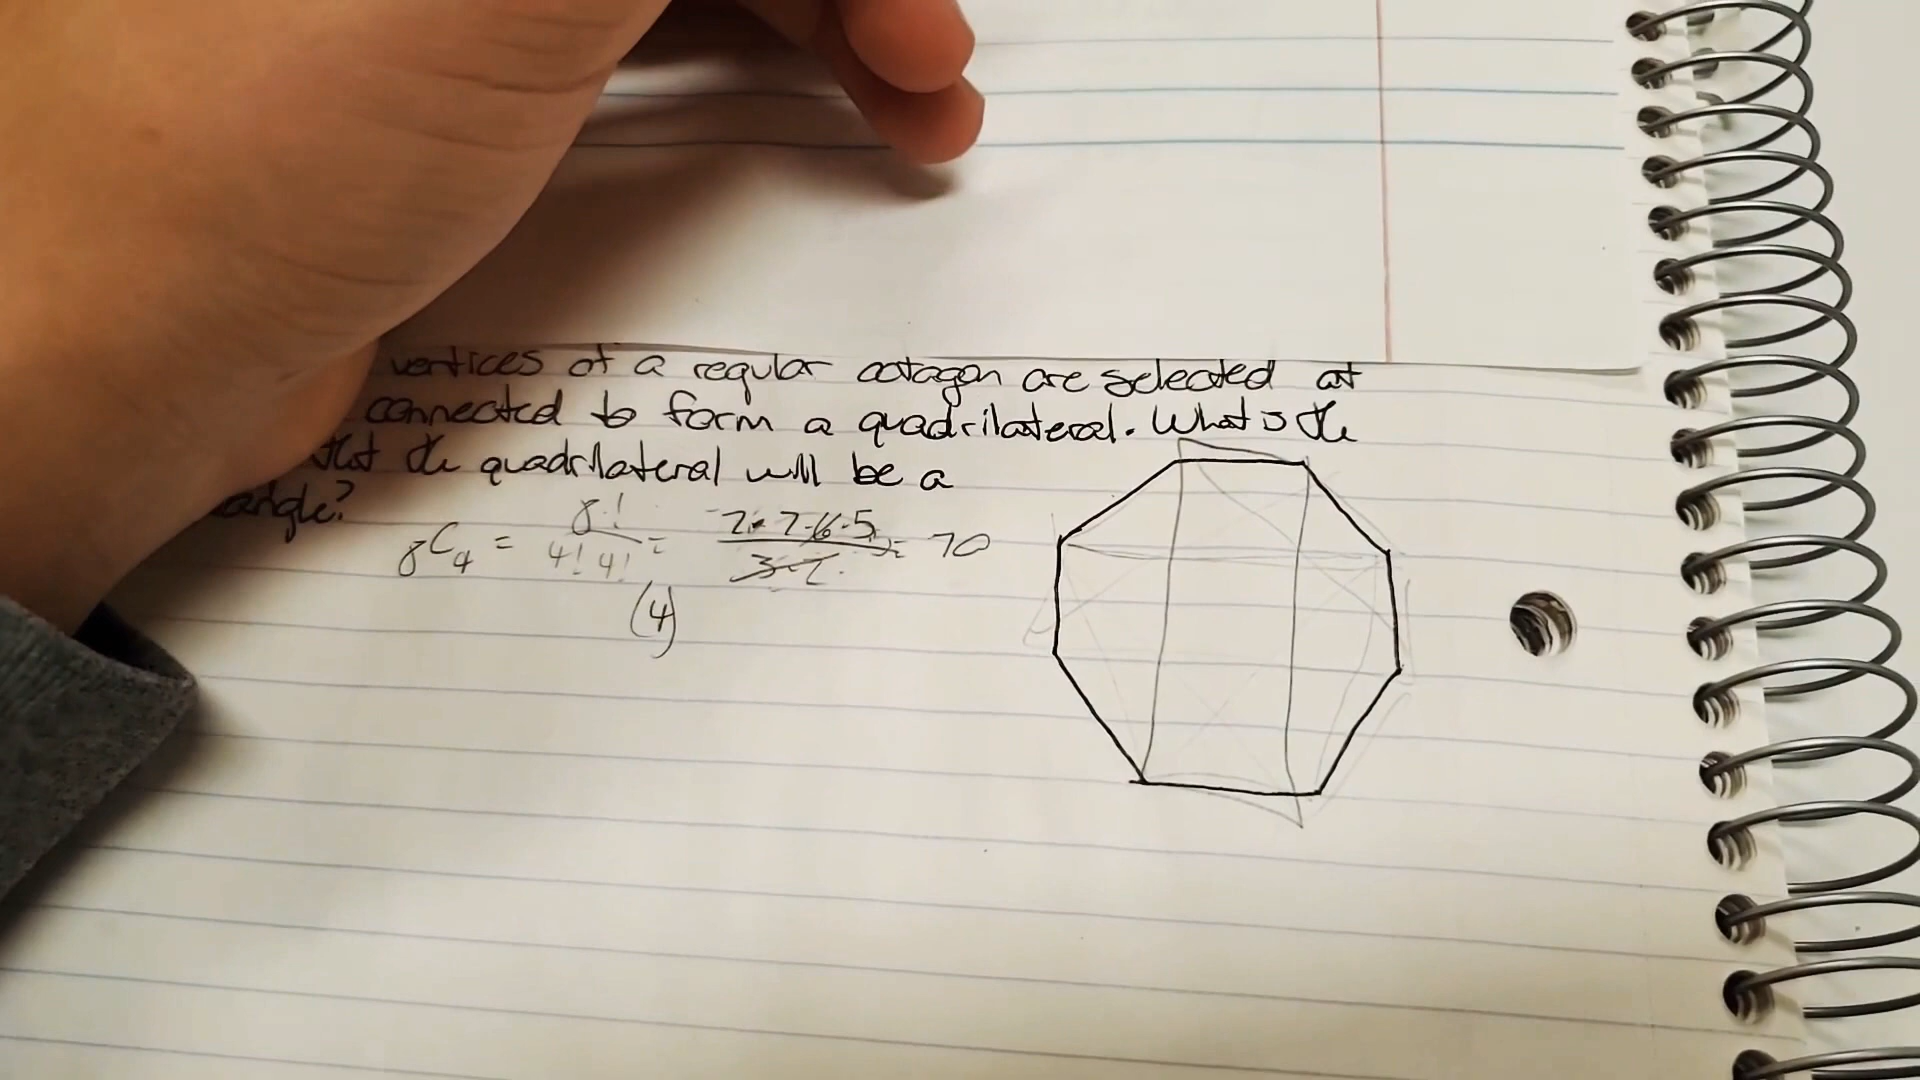 vertices of a regular octagon are selected at
connected to form a quadrilateral. What is the
that the quadrilateral will be a
angle?
8C4 = 8! / 4! 4! = 2·7·6·5 / 3·2 = 70
(4)